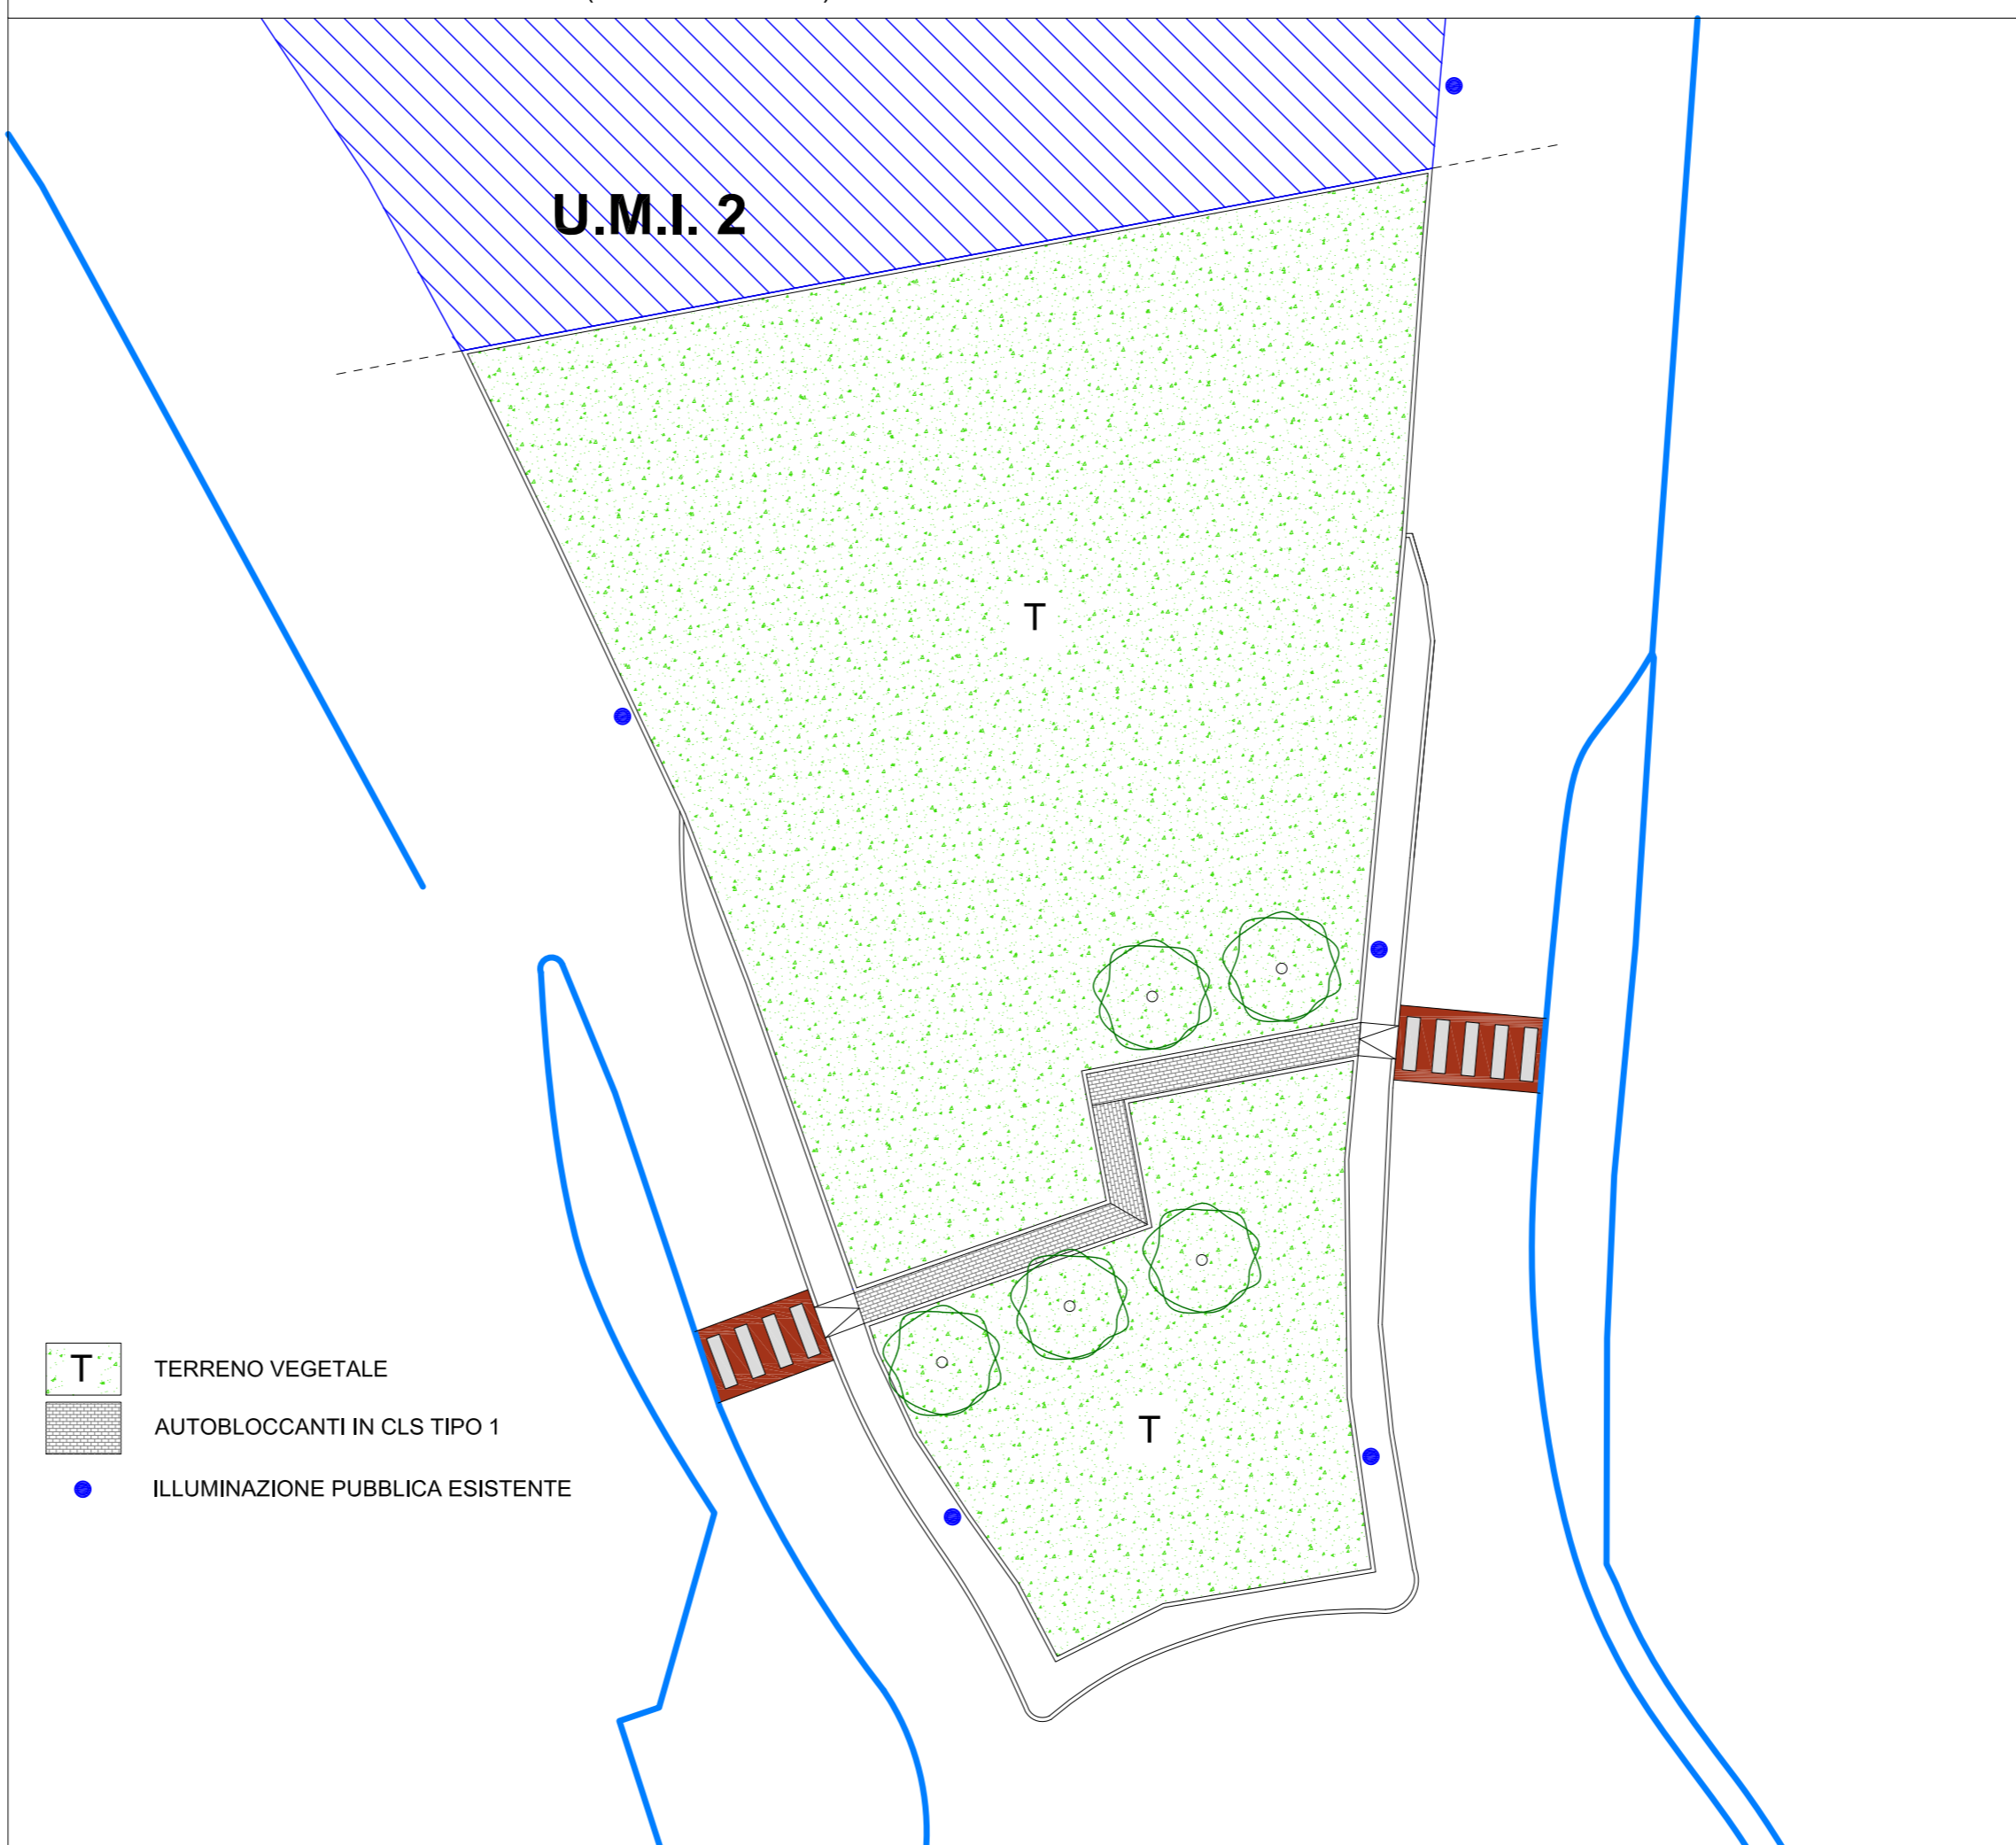 U.M.I. 2
T
T
T TERRENO VEGETALE
AUTOBLOCCANTI IN CLS TIPO 1
ILLUMINAZIONE PUBBLICA ESISTENTE